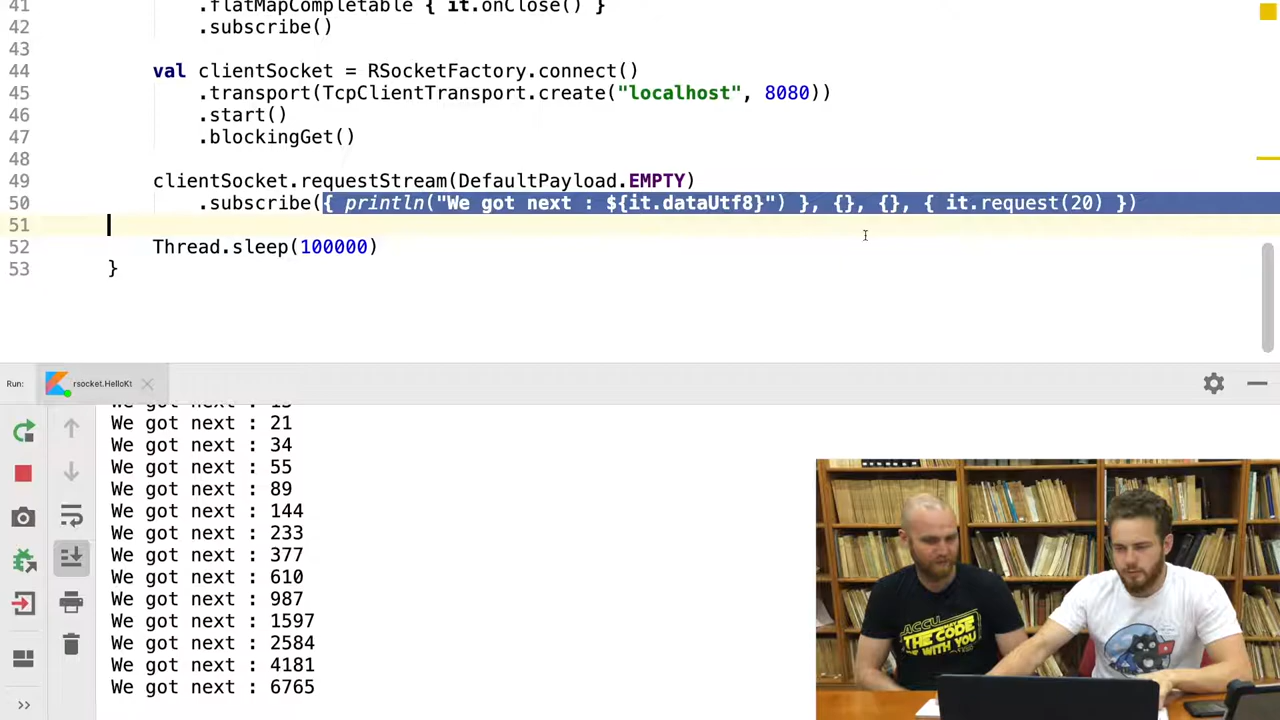 41 .flatMapCompletable { it.onClose() }
42 .subscribe()
43
44 val clientSocket = RSocketFactory.connect()
45 .transport(TcpClientTransport.create("localhost", 8080))
46 .start()
47 .blockingGet()
48
49 clientSocket.requestStream(DefaultPayload.EMPTY)
50 .subscribe({ println("We got next : ${it.dataUtf8}") }, {}, {}, { it.request(20) })
51
52 Thread.sleep(100000)
53 }
Run: rsocket.HelloKt
We got next : 13
We got next : 21
We got next : 34
We got next : 55
We got next : 89
We got next : 144
We got next : 233
We got next : 377
We got next : 610
We got next : 987
We got next : 1597
We got next : 2584
We got next : 4181
We got next : 6765
ACCU
THE CODE
BE WITH YOU